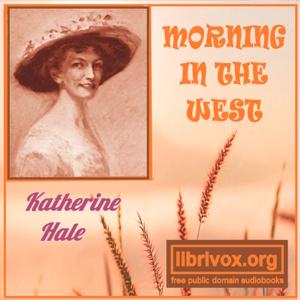 MORNING
IN THE
WEST
Katherine
Hale
librivox.org
free public domain audiobooks